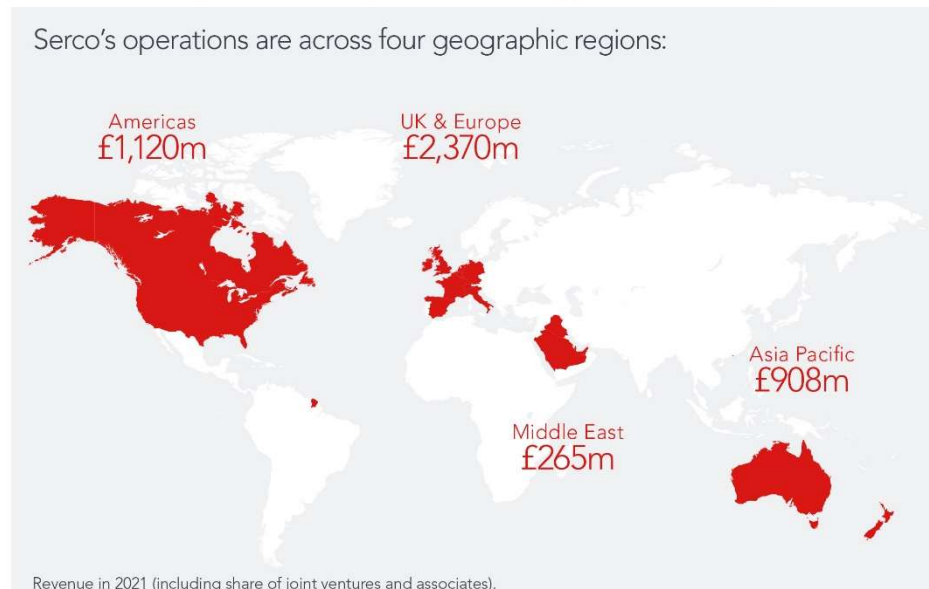 Serco's operations are across four geographic regions:
Americas
£1,120m
UK & Europe
£2,370m
Asia Pacific
£908m
Middle East
£265m
Revenue in 2021 (including share of joint ventures and associates).